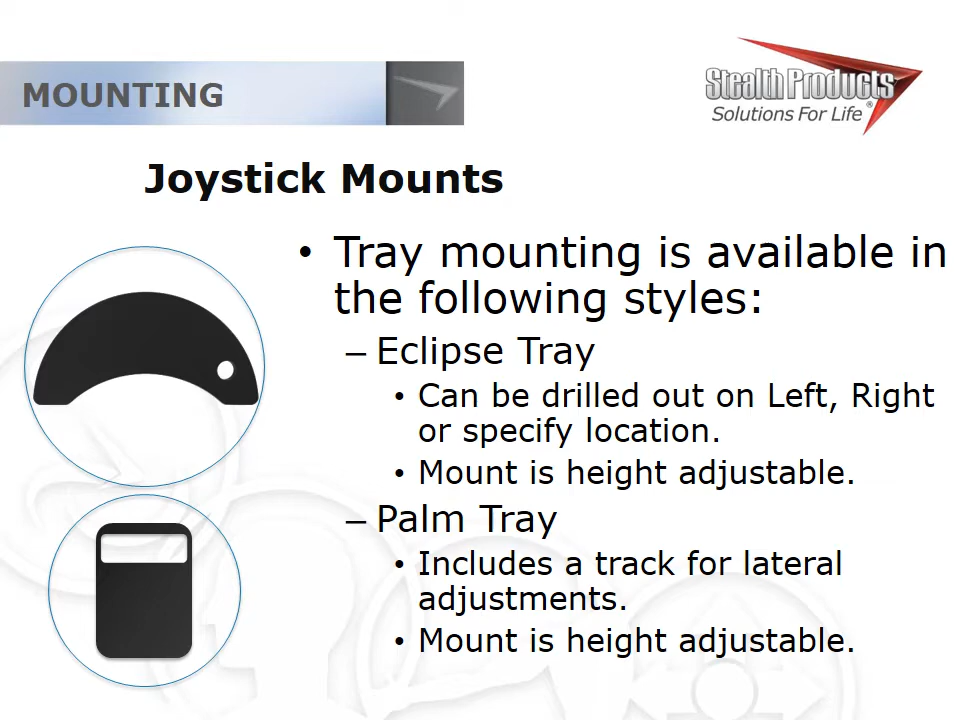 MOUNTING
Stealth Products
Solutions For Life®
Joystick Mounts
• Tray mounting is available in
the following styles:
– Eclipse Tray
• Can be drilled out on Left, Right
or specify location.
• Mount is height adjustable.
– Palm Tray
• Includes a track for lateral
adjustments.
• Mount is height adjustable.